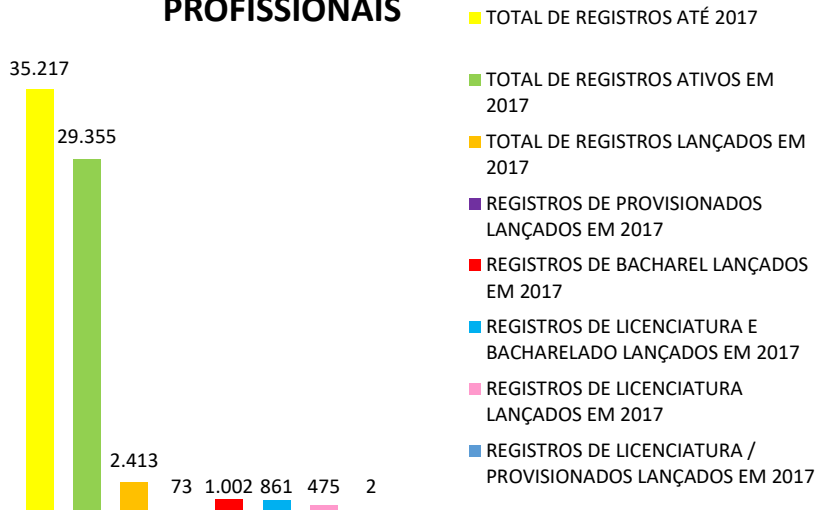 PROFISSIONAIS
35.217
29.355
2.413
73 1.002 861 475 2
TOTAL DE REGISTROS ATÉ 2017
TOTAL DE REGISTROS ATIVOS EM
2017
TOTAL DE REGISTROS LANÇADOS EM
2017
REGISTROS DE PROVISIONADOS
LANÇADOS EM 2017
REGISTROS DE BACHAREL LANÇADOS
EM 2017
REGISTROS DE LICENCIATURA E
BACHARELADO LANÇADOS EM 2017
REGISTROS DE LICENCIATURA
LANÇADOS EM 2017
REGISTROS DE LICENCIATURA /
PROVISIONADOS LANÇADOS EM 2017